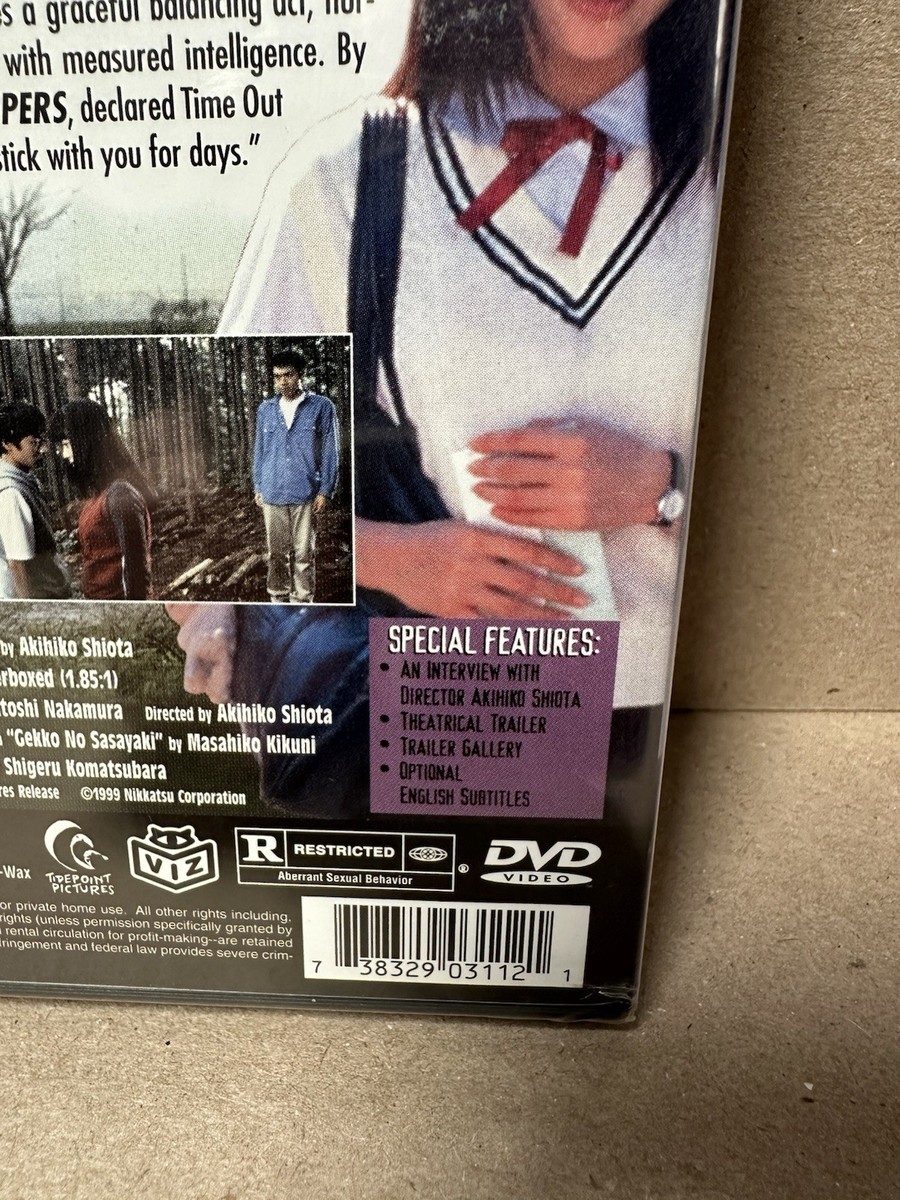 s a graceful balancing act,
with measured intelligence. By
PERS, declared Time Out
stick with you for days."
by Akihiko Shiota
rboxed (1.85:1)
toshi Nakamura Directed by Akihiko Shiota
"Gekko No Sasayaki" by Masahiko Kikuni
Shigeru Komatsubara
res Release ©1999 Nikkatsu Corporation
SPECIAL FEATURES:
• AN INTERVIEW WITH
DIRECTOR AKIHIKO SHIOTA
• THEATRICAL TRAILER
• TRAILER GALLERY
• OPTIONAL
ENGLISH SUBTITLES
-Wax
TIDEPOINT
PICTURES
VIZ
R RESTRICTED
Aberrant Sexual Behavior
®
DVD
VIDEO
or private home use. All other rights including,
rights (unless permission specifically granted by
rental circulation for profit-making--are retained
fringement and federal law provides severe crim-
7 38329 03112 1